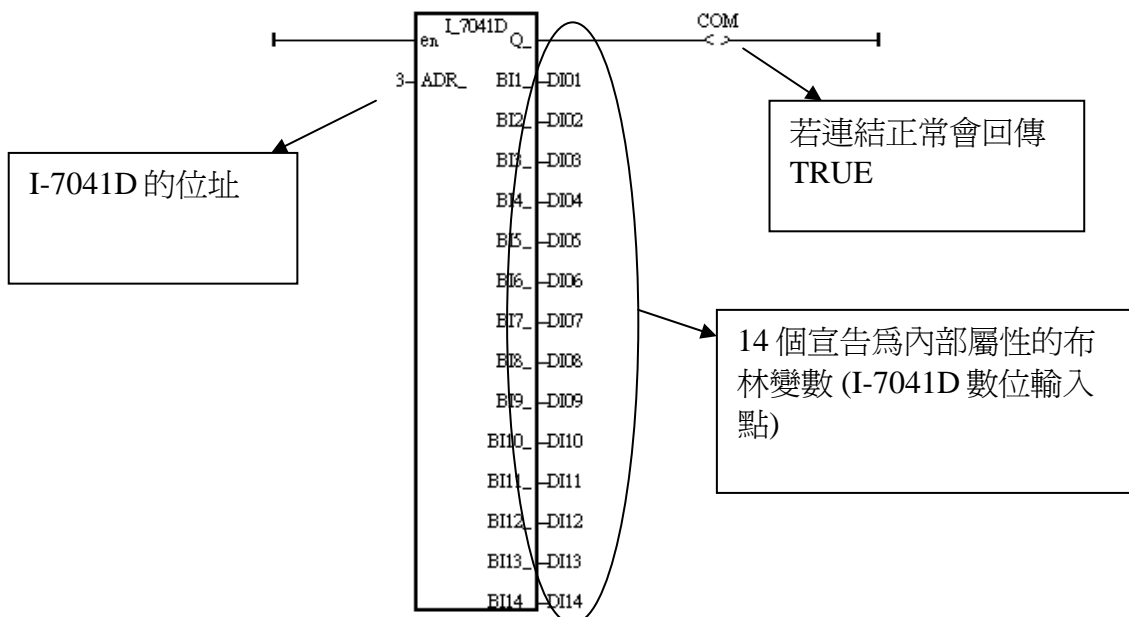 I_7041D
COM
en Q_
3 ADR_ BI1_ DI01
BI2_ DI02
BI3_ DI03
BI4_ DI04
BI5_ DI05
BI6_ DI06
BI7_ DI07
BI8_ DI08
BI9_ DI09
BI10_ DI10
BI11_ DI11
BI12_ DI12
BI13_ DI13
BI14_ DI14
I-7041D 的位址
若連結正常會回傳
TRUE
14 個宣告爲內部屬性的布
林變數 (I-7041D 數位輸入
點)